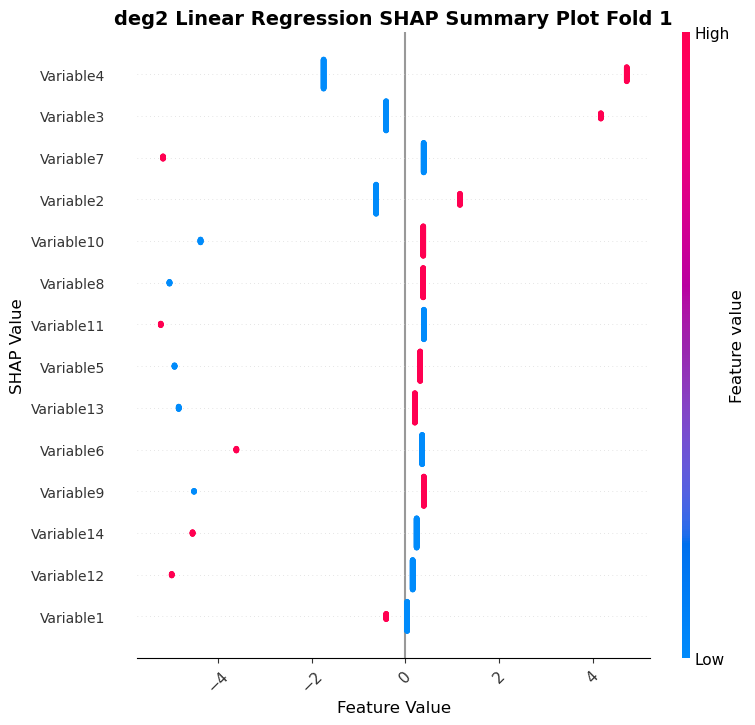 deg2 Linear Regression SHAP Summary Plot Fold 1
High
Variable4
Variable3
Variable7
Variable2
Variable10
Variable8
Variable11
Variable5
Variable13
Variable6
Variable9
Variable14
Variable12
Variable1
SHAP Value
Feature value
Low
−4
−2
0
2
4
Feature Value